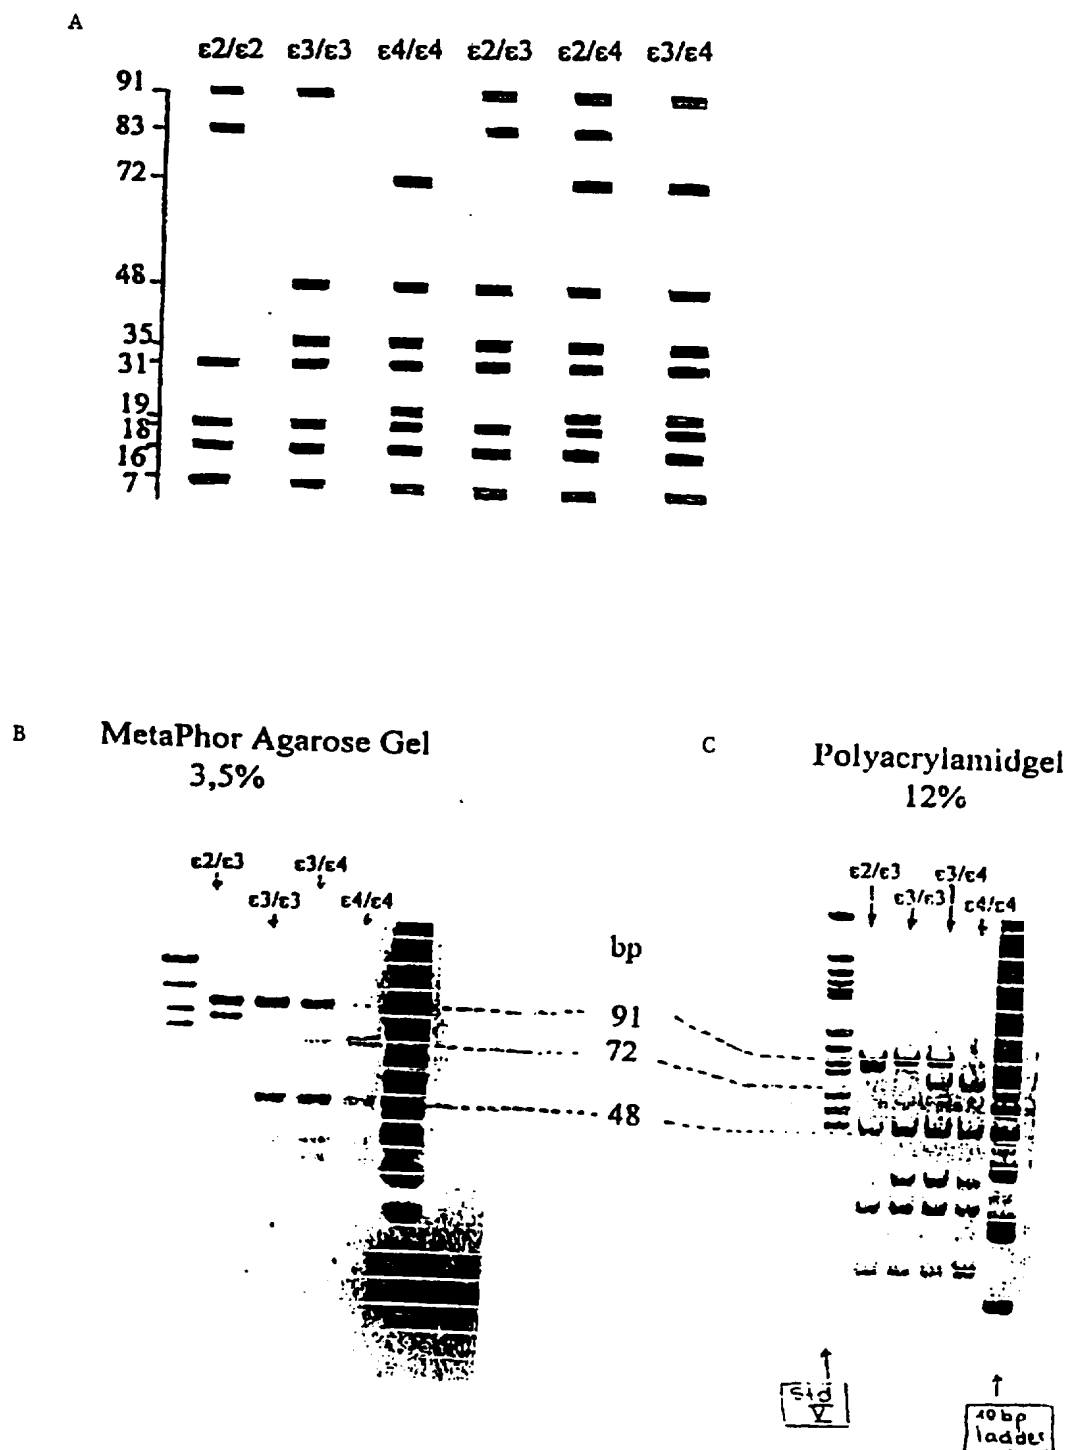 A
ε2/ε2 ε3/ε3 ε4/ε4 ε2/ε3 ε2/ε4 ε3/ε4
91
83
72
48
35
31
19
18
16
7
B
MetaPhor Agarose Gel
3,5%
C
Polyacrylamidgel
12%
ε2/ε3 ε3/ε4
ε3/ε3 ε4/ε4
bp
91
72
48
ε2/ε3 ε3/ε4
ε3/ε3 ε4/ε4
Std
V
10bp
ladder